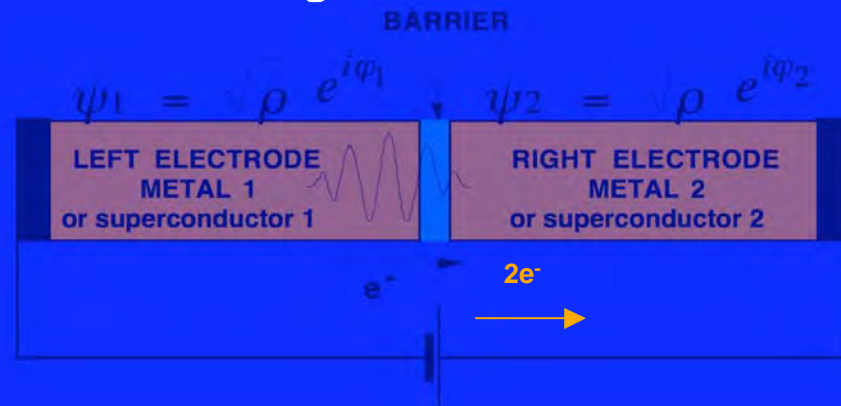 BARRIER
ψ1 = √ρ e^{iφ1} ψ2 = √ρ e^{iφ2}
LEFT ELECTRODE
METAL 1
or superconductor 1
RIGHT ELECTRODE
METAL 2
or superconductor 2
e-
2e-